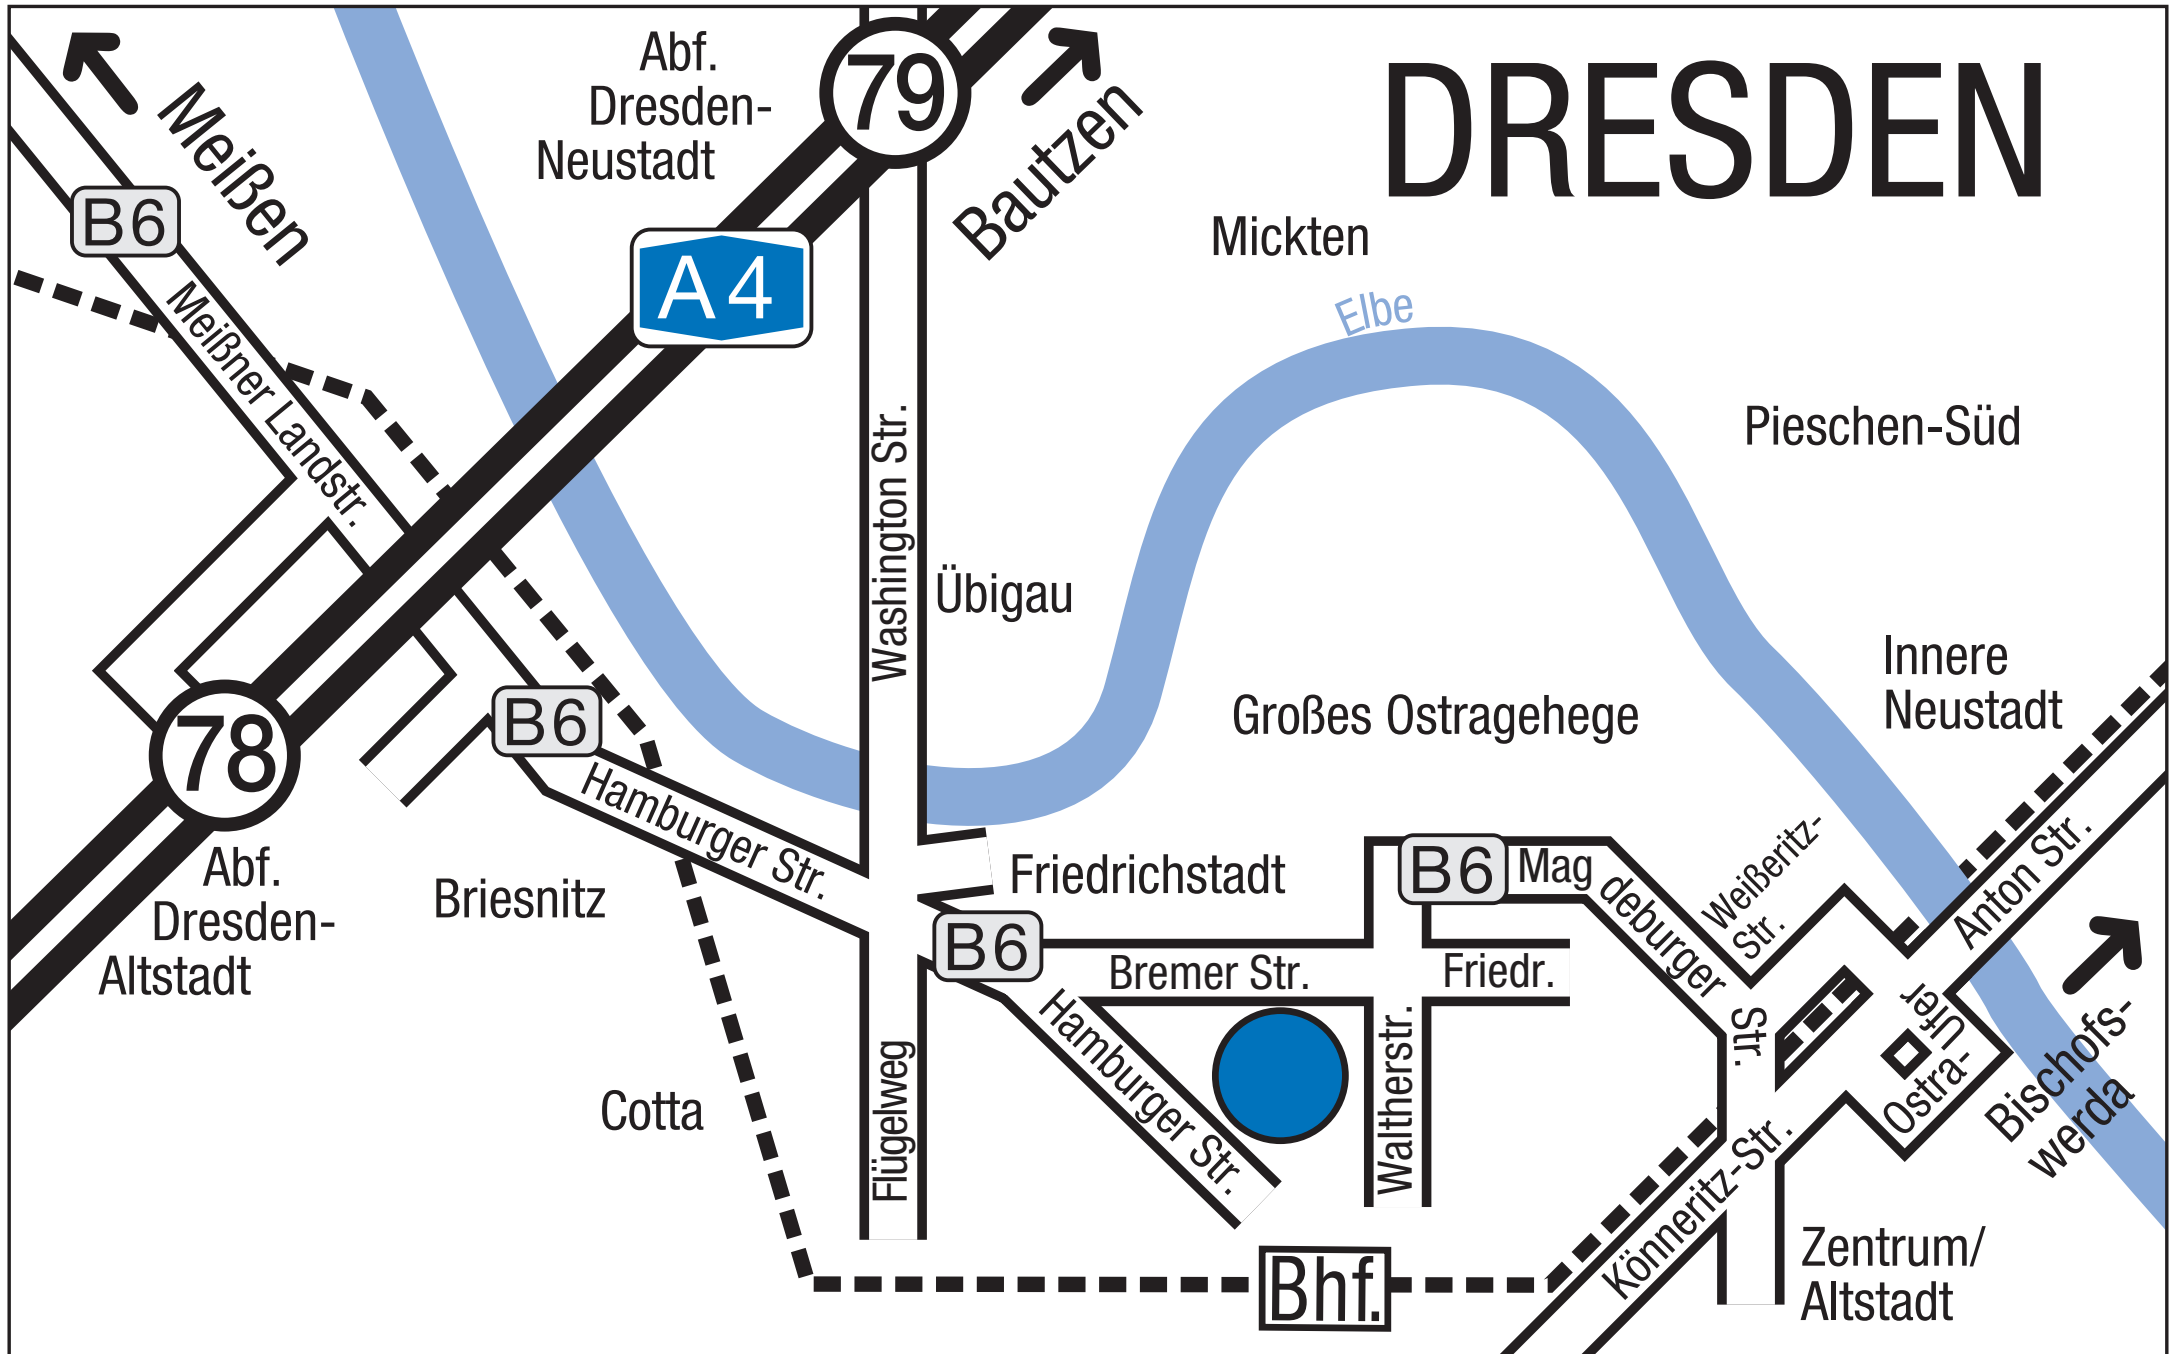 DRESDEN
Abf.
Dresden-
Neustadt
79
Bautzen
Meißen
B6
A4
Mickten
Elbe
Meißner Landstr.
Washington Str.
Pieschen-Süd
Übigau
Innere
Neustadt
Großes Ostragehege
B6
78
Hamburger Str.
Abf.
Dresden-
Altstadt
Briesnitz
Friedrichstadt
B6
Mag
deburger
Str.
Weißeritz-
Str.
Anton Str.
B6
Bremer Str.
Friedr.
Hamburger Str.
Waltherstr.
Flügelweg
Cotta
Ostra-
Ufer
Bischofs-
werda
Könneritz-Str.
Zentrum/
Altstadt
Bhf.